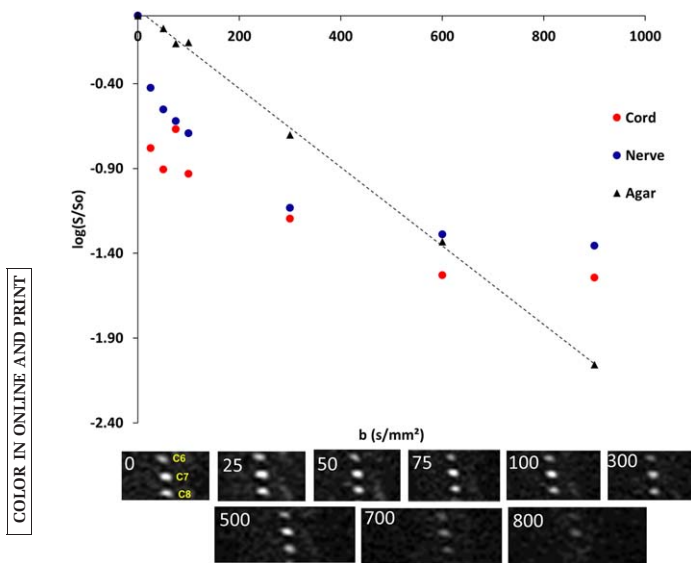 0 200 400 600 800 1000
-0.40
-0.90
-1.40
-1.90
-2.40
log(S/So)
Cord
Nerve
Agar
b (s/mm²)
COLOR IN ONLINE AND PRINT
0 C6 C7 C8
25
50
75
100
300
500
700
800